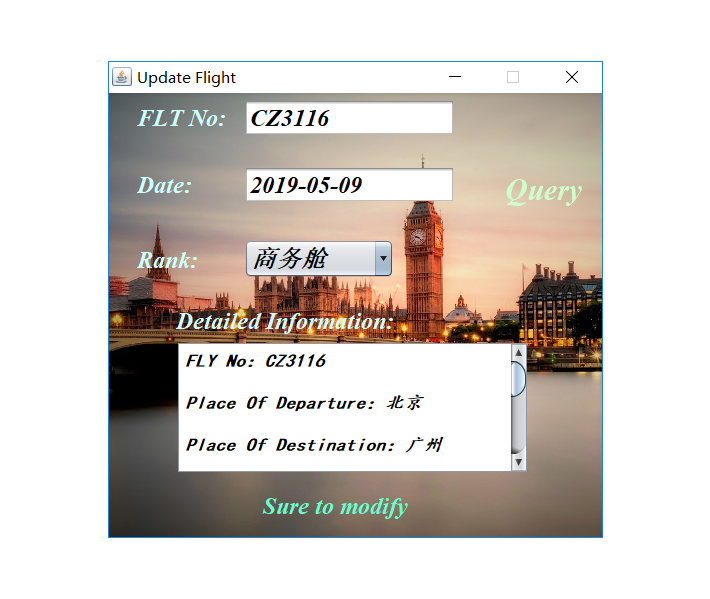 Update Flight
FLT No: CZ3116
Date: 2019-05-09
Query
Rank: 商务舱
Detailed Information:
FLY No: CZ3116
Place Of Departure: 北京
Place Of Destination: 广州
Sure to modify